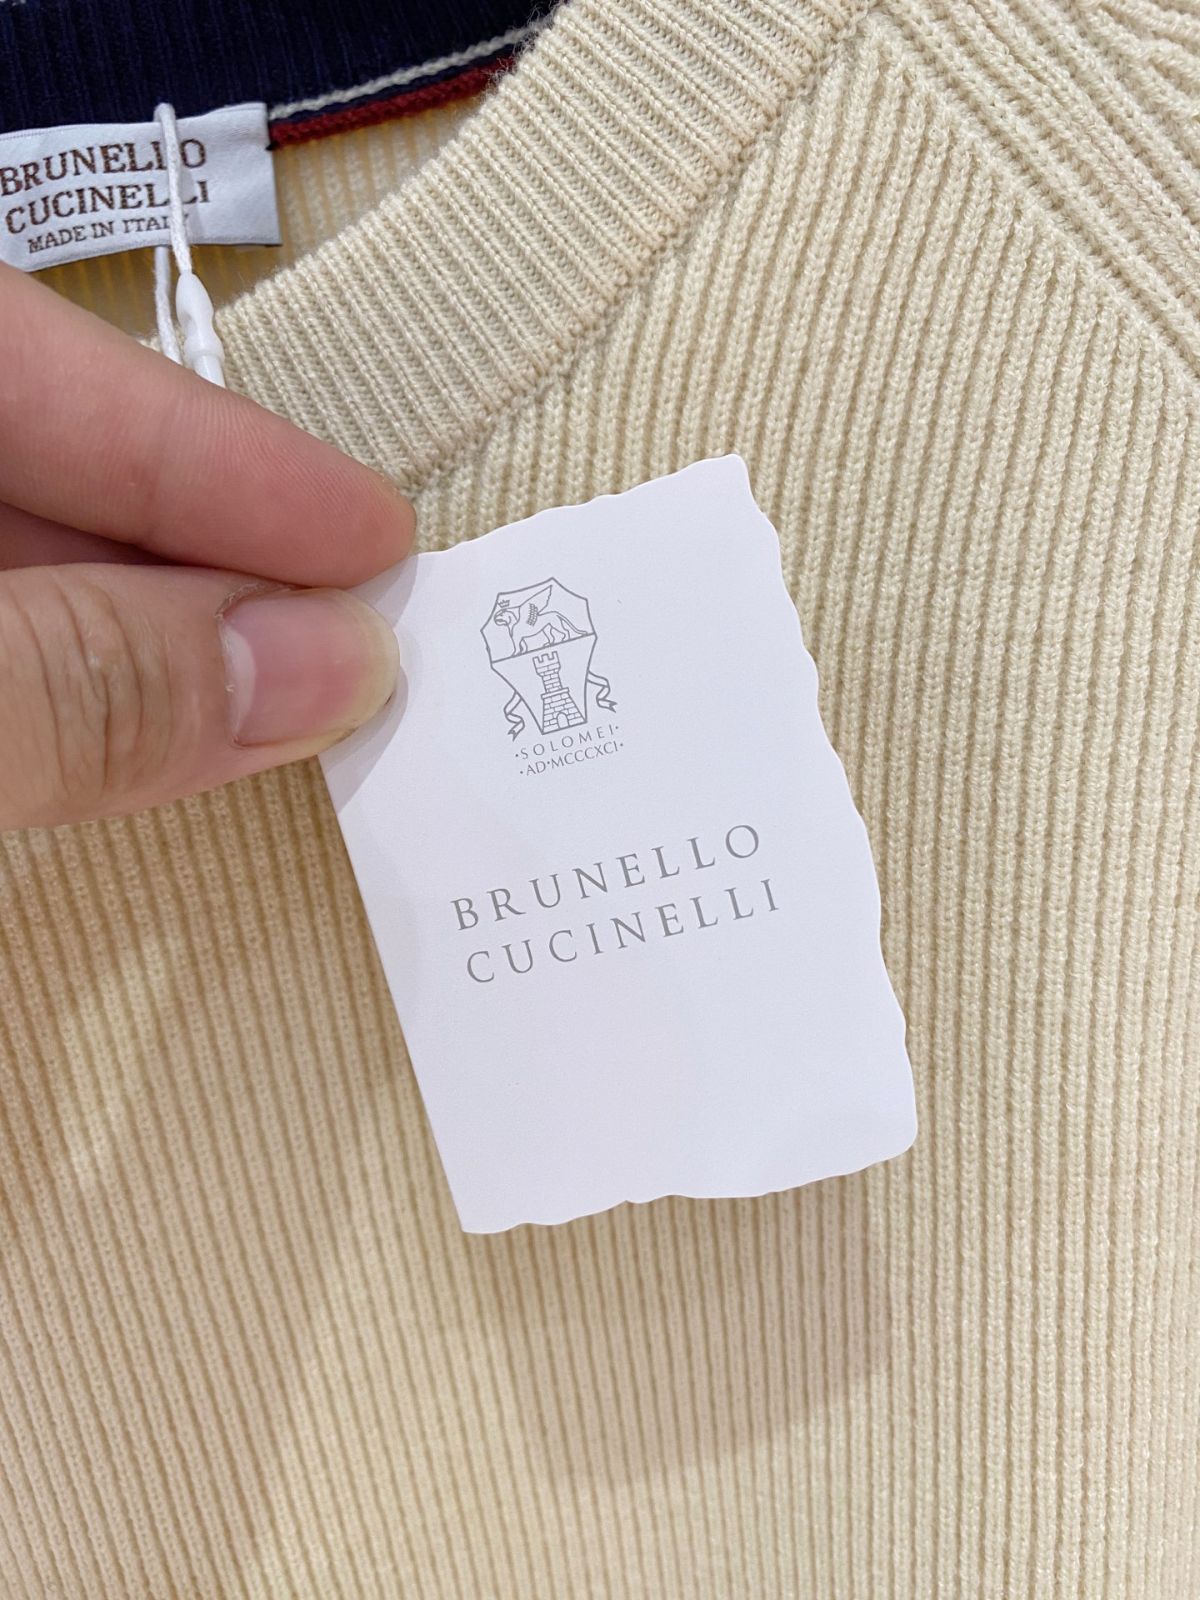 BRUNELLO
CUCINELLI
MADE IN ITALY
·SOLOMEI·
·AD·MCCCXCI·
BRUNELLO
CUCINELLI